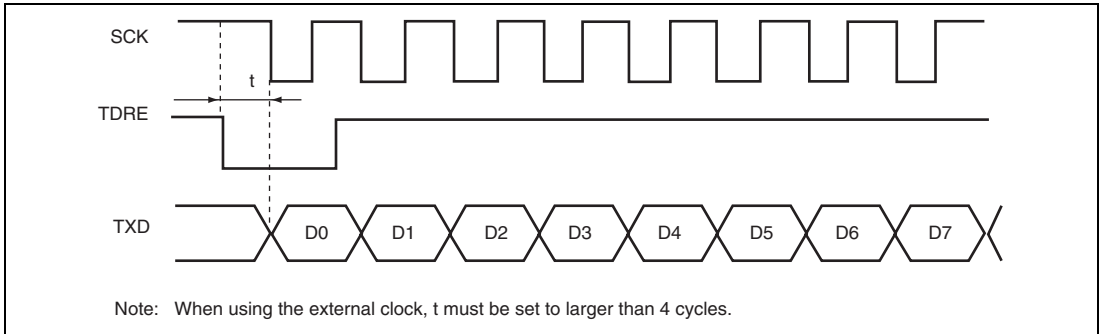 SCK
t
TDRE
TXD D0 D1 D2 D3 D4 D5 D6 D7
Note: When using the external clock, t must be set to larger than 4 cycles.